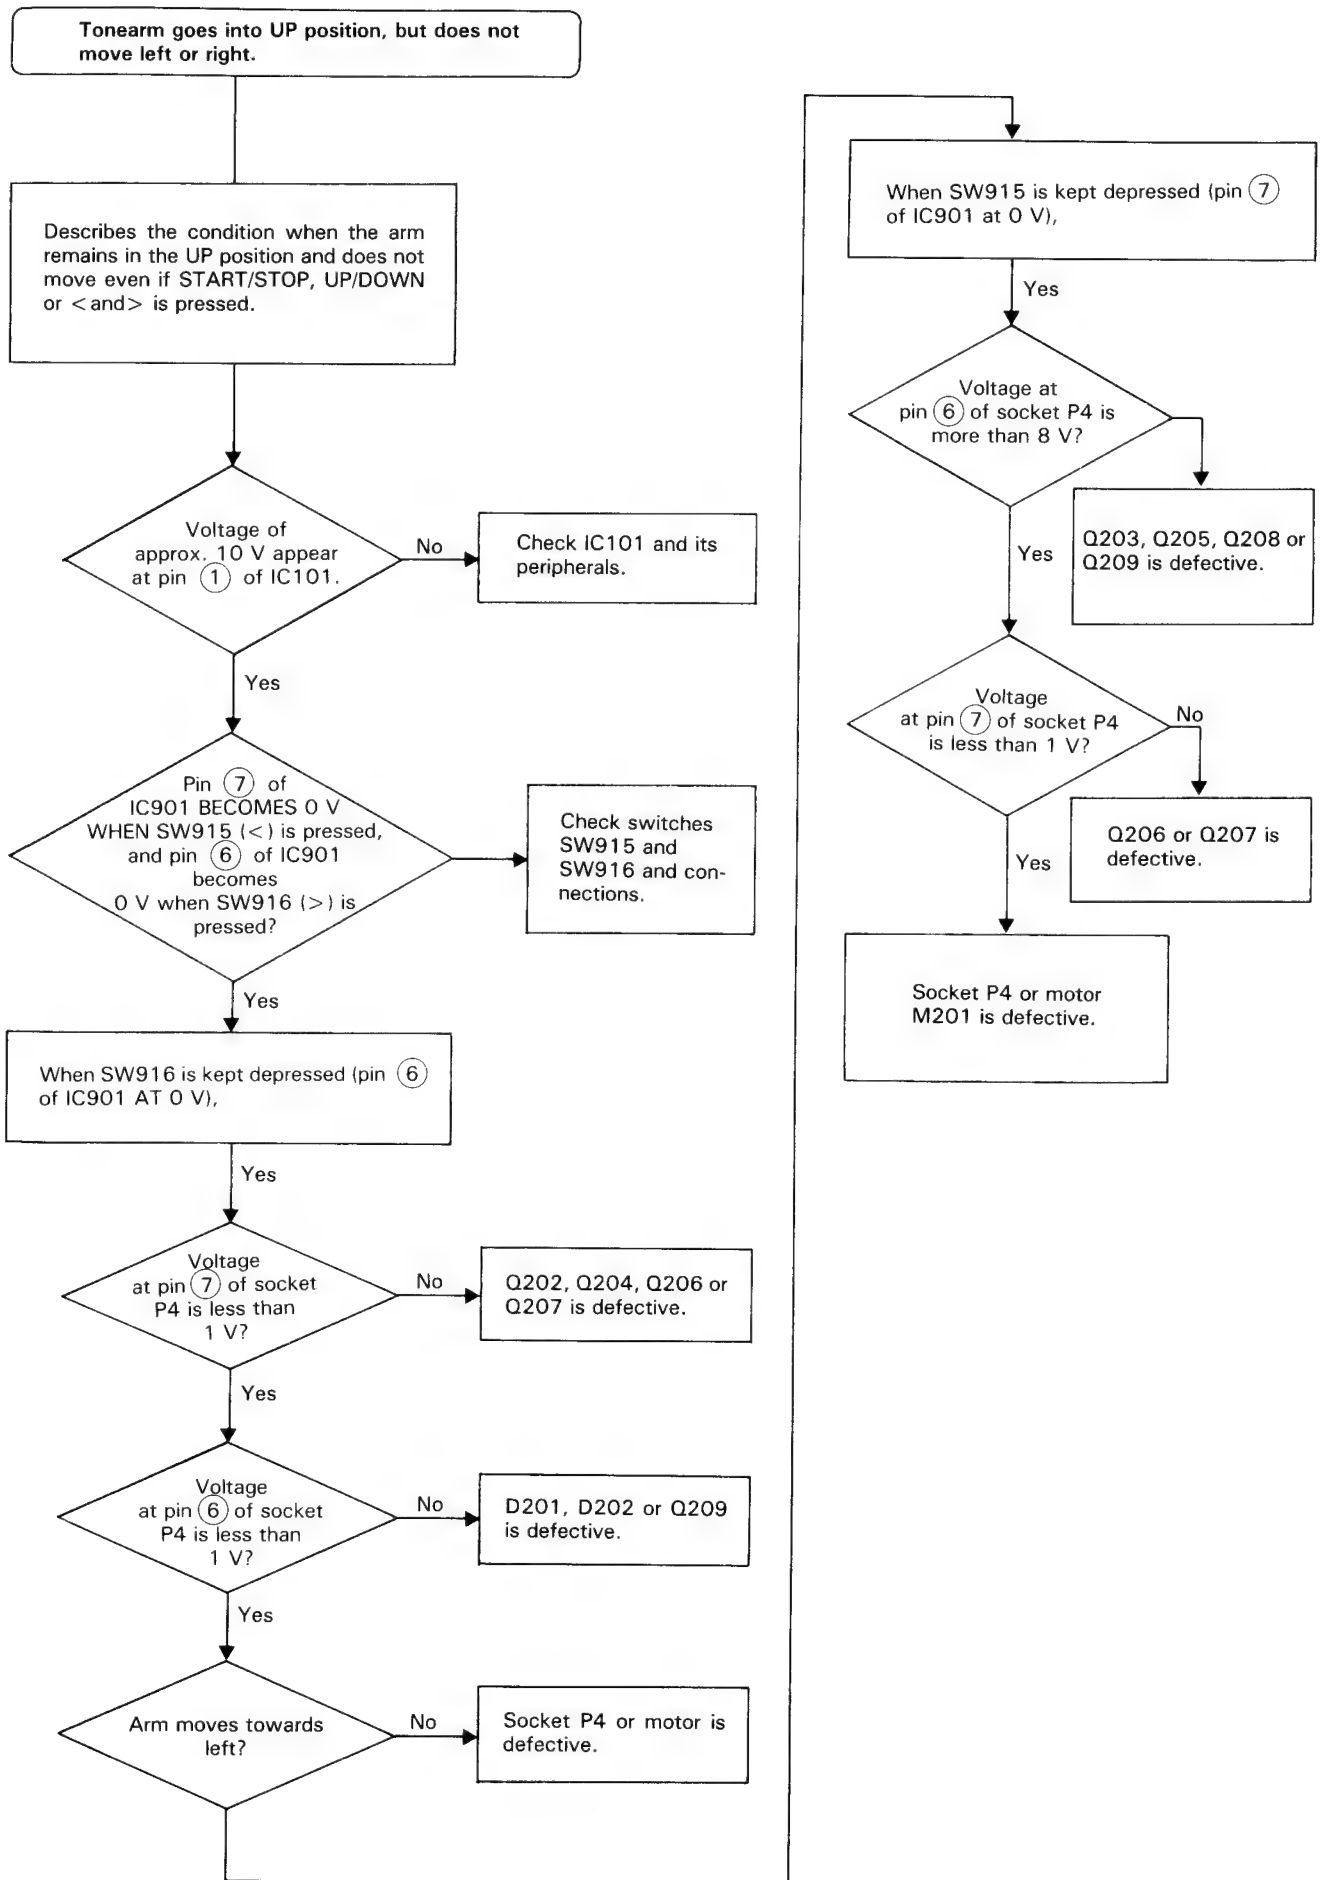 Tonearm goes into UP position, but does not
move left or right.
Describes the condition when the arm
remains in the UP position and does not
move even if START/STOP, UP/DOWN
or <and> is pressed.
Voltage of
approx. 10 V appear
at pin ① of IC101.
No
Check IC101 and its
peripherals.
Yes
Pin ⑦ of
IC901 BECOMES 0 V
WHEN SW915 (<) is pressed,
and pin ⑥ of IC901
becomes
0 V when SW916 (>) is
pressed?
Check switches
SW915 and
SW916 and con-
nections.
Yes
When SW916 is kept depressed (pin ⑥
of IC901 AT 0 V),
Yes
Voltage
at pin ⑦ of socket
P4 is less than
1 V?
No
Q202, Q204, Q206 or
Q207 is defective.
Yes
Voltage
at pin ⑥ of socket
P4 is less than
1 V?
No
D201, D202 or Q209
is defective.
Yes
Arm moves towards
left?
No
Socket P4 or motor is
defective.
When SW915 is kept depressed (pin ⑦
of IC901 at 0 V),
Yes
Voltage at
pin ⑥ of socket P4 is
more than 8 V?
Q203, Q205, Q208 or
Q209 is defective.
Yes
Voltage
at pin ⑦ of socket P4
is less than 1 V?
No
Q206 or Q207 is
defective.
Yes
Socket P4 or motor
M201 is defective.